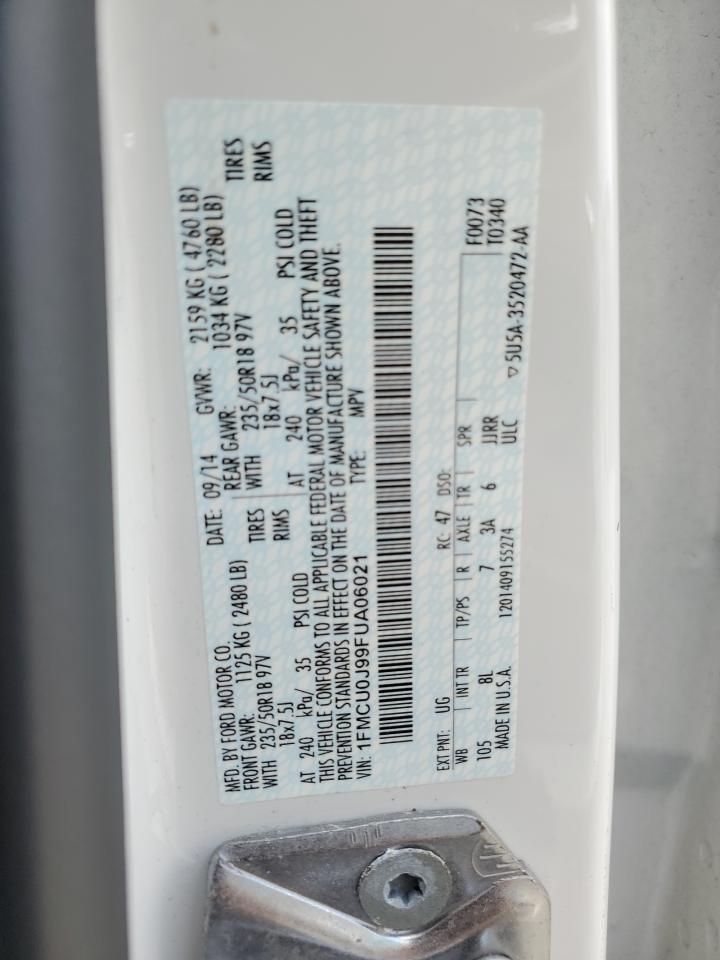 MFD. BY FORD MOTOR CO.
DATE: 09/14 GVWR: 2159 KG ( 4760 LB)
FRONT GAWR: 1125 KG ( 2480 LB) REAR GAWR: 1034 KG ( 2280 LB)
WITH 235/50R18 97V TIRES WITH 235/50R18 97V TIRES
18x7.5J RIMS 18x7.5J RIMS
AT 240 kPa/ 35 PSI COLD AT 240 kPa/ 35 PSI COLD
THIS VEHICLE CONFORMS TO ALL APPLICABLE FEDERAL MOTOR VEHICLE SAFETY AND THEFT
PREVENTION STANDARDS IN EFFECT ON THE DATE OF MANUFACTURE SHOWN ABOVE.
VIN: 1FMCU0J99FUA06021 TYPE: MPV
EXT PNT: UG RC: 47 DSO: F0073
WB INT TR TP/PS R AXLE TR SPR T0340
105 8L 7 3A 6 JJRR
MADE IN U.S.A. 1201409155274 ULC ▽5U5A-3520472-AA